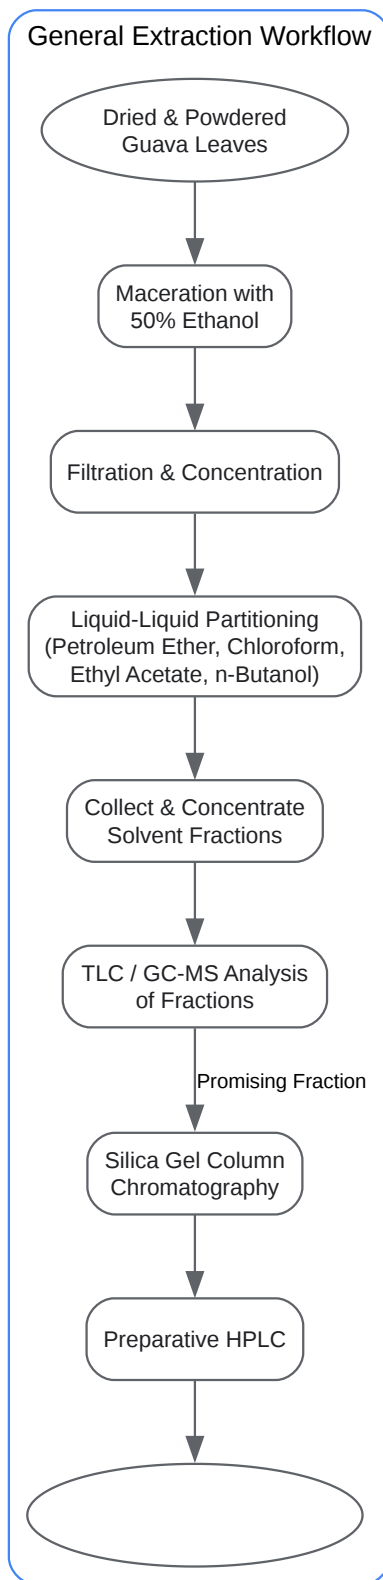 General Extraction Workflow
Dried & Powdered
Guava Leaves
Maceration with
50% Ethanol
Filtration & Concentration
Liquid-Liquid Partitioning
(Petroleum Ether, Chloroform,
Ethyl Acetate, n-Butanol)
Collect & Concentrate
Solvent Fractions
TLC / GC-MS Analysis
of Fractions
Promising Fraction
Silica Gel Column
Chromatography
Preparative HPLC